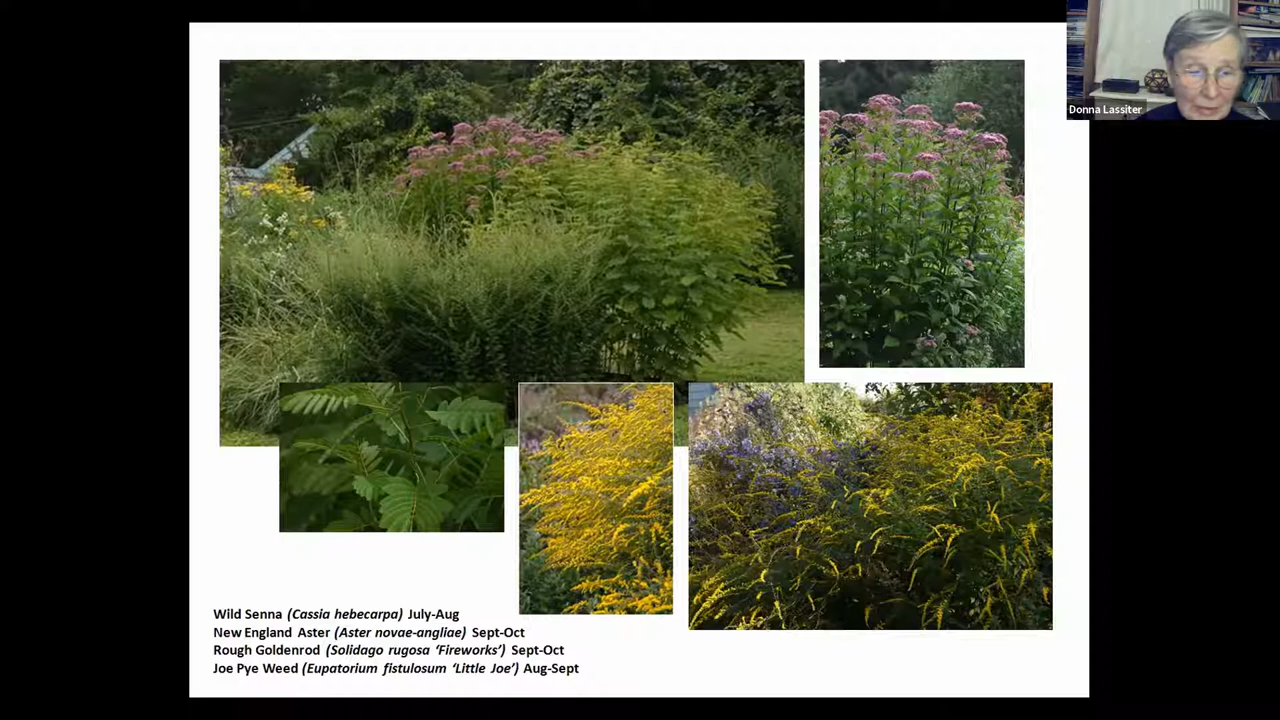 Donna Lassiter
Wild Senna (Cassia hebecarpa) July-Aug
New England Aster (Aster novae-angliae) Sept-Oct
Rough Goldenrod (Solidago rugosa ‘Fireworks’) Sept-Oct
Joe Pye Weed (Eupatorium fistulosum ‘Little Joe’) Aug-Sept